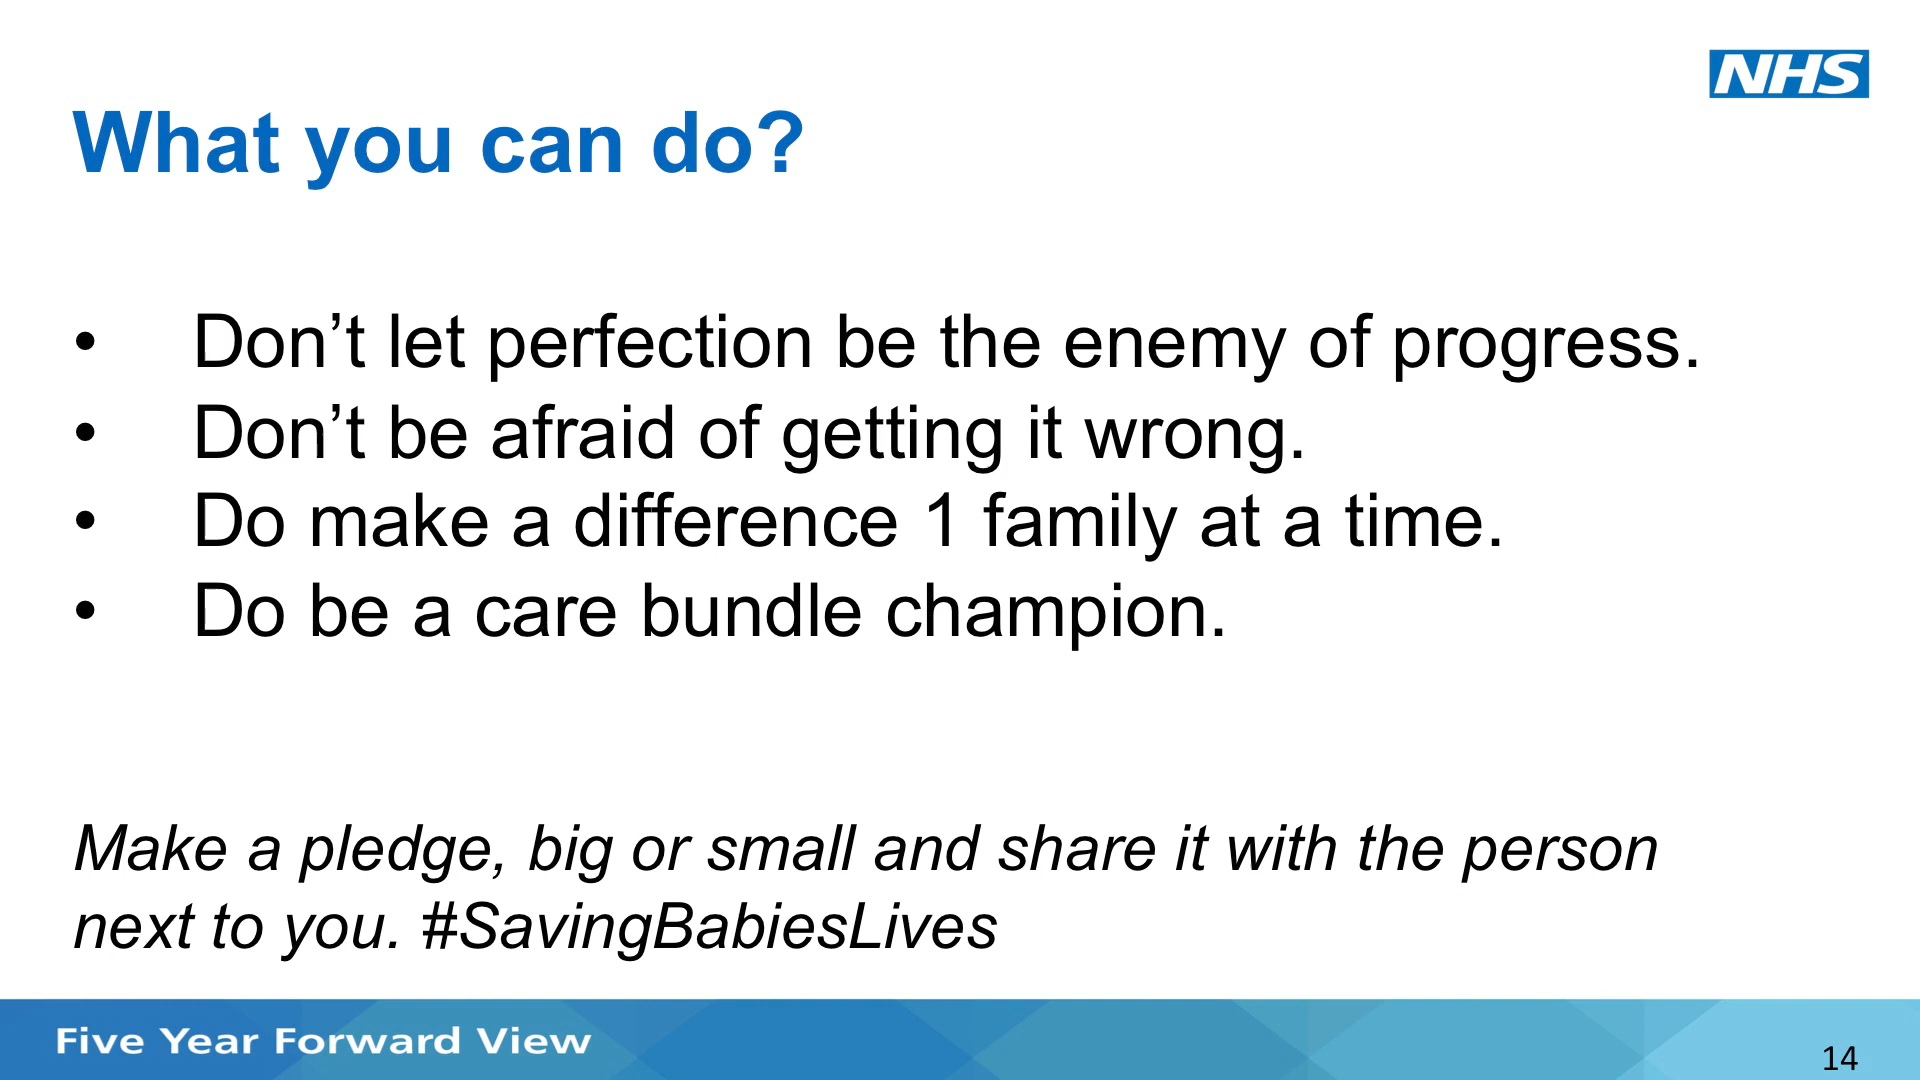 NHS
What you can do?
• Don’t let perfection be the enemy of progress.
• Don’t be afraid of getting it wrong.
• Do make a difference 1 family at a time.
• Do be a care bundle champion.
Make a pledge, big or small and share it with the person
next to you. #SavingBabiesLives
Five Year Forward View
14